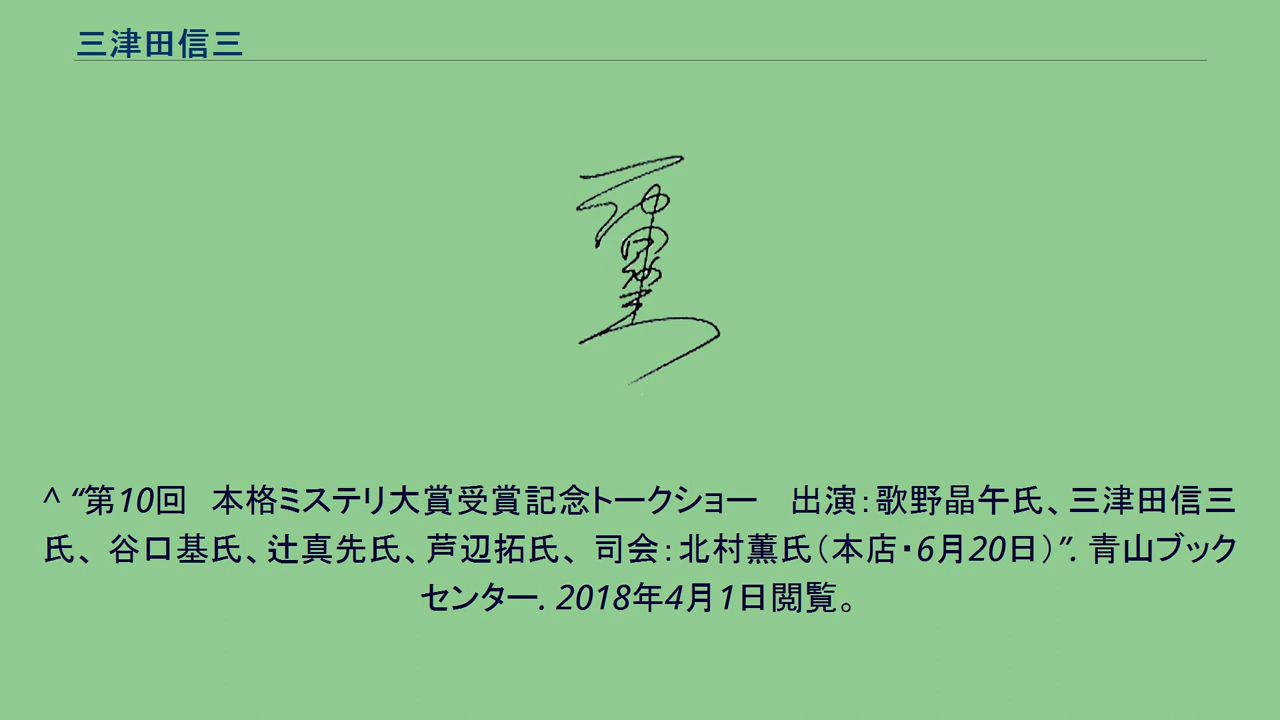 三津田信三
^ “第10回　本格ミステリ大賞受賞記念トークショー　出演：歌野晶午氏、三津田信三
氏、谷口基氏、辻真先氏、芦辺拓氏、司会：北村薫氏（本店・6月20日）”. 青山ブック
センター. 2018年4月1日閲覧。